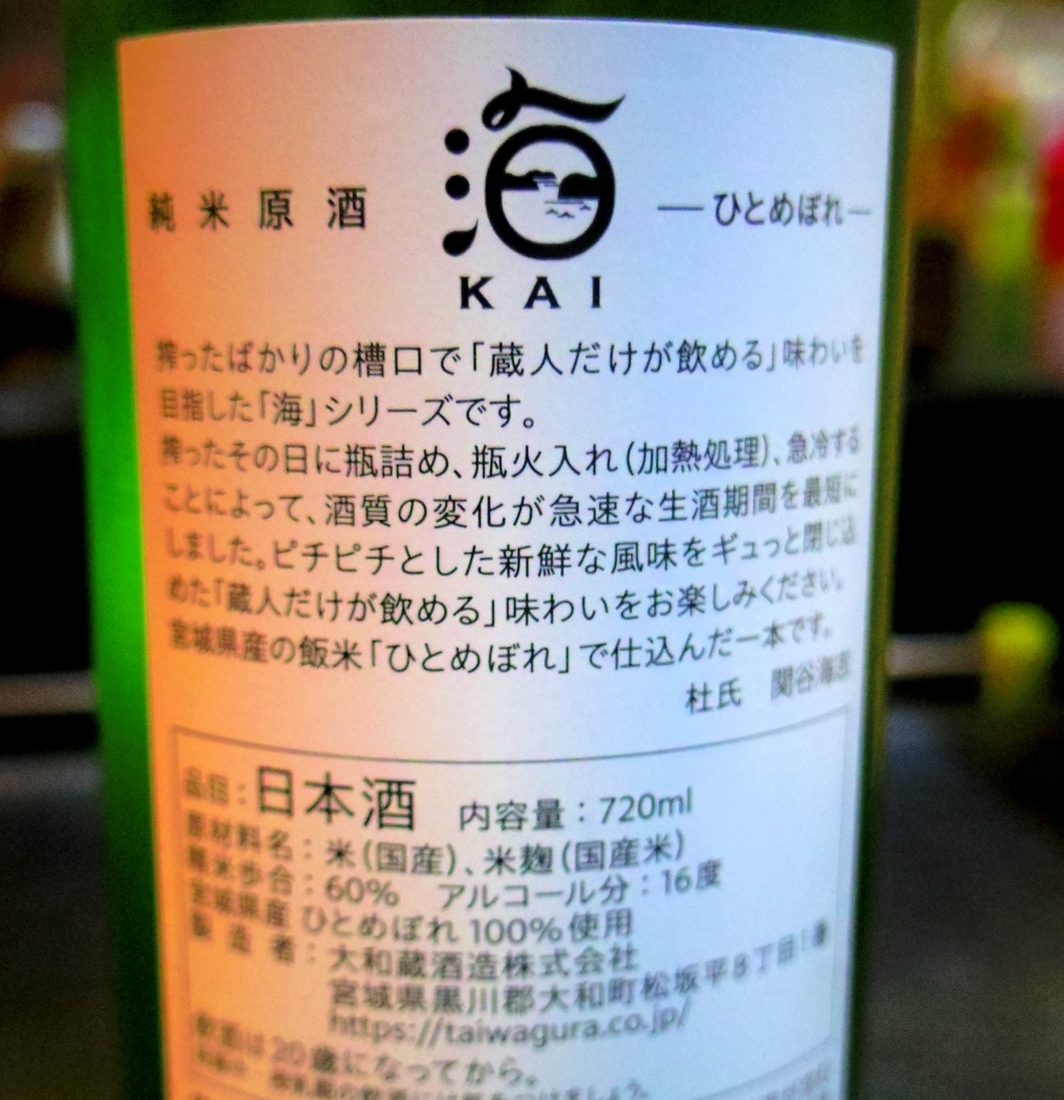 純米原酒
海
—ひとめぼれ—
KAI
搾ったばかりの槽口で「蔵人だけが飲める」味わいを
目指した「海」シリーズです。
搾ったその日に瓶詰め、瓶火入れ(加熱処理)、急冷する
ことによって、酒質の変化が急速な生酒期間を最短に
しました。ピチピチとした新鮮な風味をギュっと閉じ込
めた「蔵人だけが飲める」味わいをお楽しみください。
宮城県産の飯米「ひとめぼれ」で仕込んだ一本です。
杜氏 関谷海志
品目:日本酒 内容量:720ml
原材料名:米(国産)、米麹(国産米)
精米歩合:60% アルコール分:16度
宮城県産 ひとめぼれ 100%使用
製造者:大和蔵酒造株式会社
宮城県黒川郡大和町松坂平8丁目1番
https://taiwagura.co.jp/
飲酒は20歳になってから。